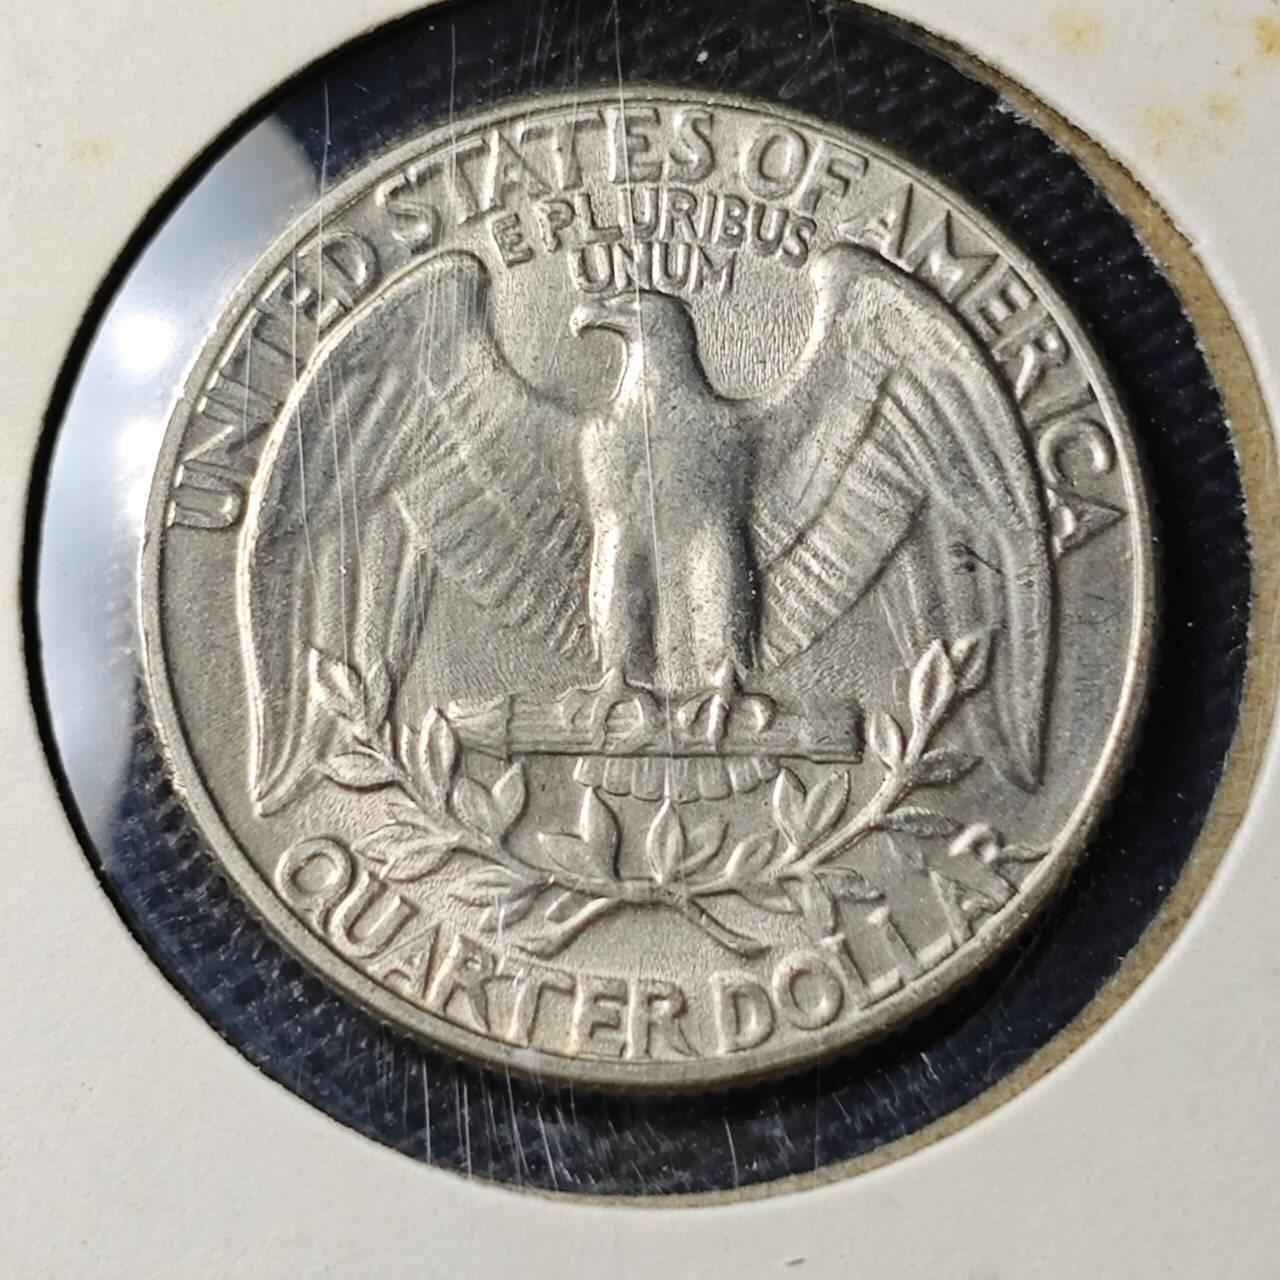 UNITED STATES OF AMERICA
E PLURIBUS
UNUM
QUARTER DOLLAR